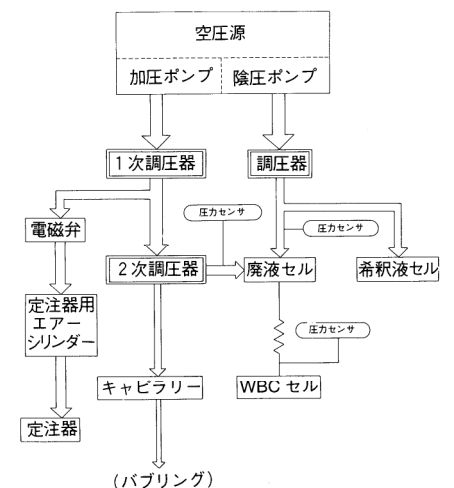 空圧源
加圧ポンプ 陰圧ポンプ
1次調圧器 調圧器
圧力センサ
電磁弁 圧力センサ
2次調圧器 廃液セル 希釈液セル
定注器用
エアー
シリンダー
圧力センサ
キャピラリー WBCセル
定注器
(バブリング)